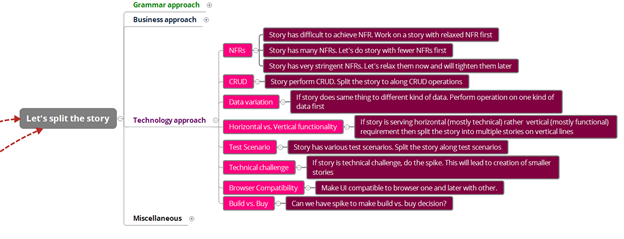 Grammar approach
Business approach
Let's split the story
Technology approach
NFRs
Story has difficult to achieve NFR. Work on a story with relaxed NFR first
Story has many NFRs. Let's do story with fewer NFRs first
Story has very stringent NFRs. Let's relax them now and will tighten them later
CRUD
Story perform CRUD. Split the story to along CRUD operations
Data variation
If story does same thing to different kind of data. Perform operation on one kind of
data first
Horizontal vs. Vertical functionality
If story is serving horizontal (mostly technical) rather vertical (mostly functional)
requirement then split the story into multiple stories on vertical lines
Test Scenario
Story has various test scenarios. Split the story along test scenarios
Technical challenge
If story is technical challenge, do the spike. This will lead to creation of smaller
stories
Browser Compatibility
Make UI compatible to browser one and later with other.
Build vs. Buy
Can we have spike to make build vs. buy decision?
Miscellaneous